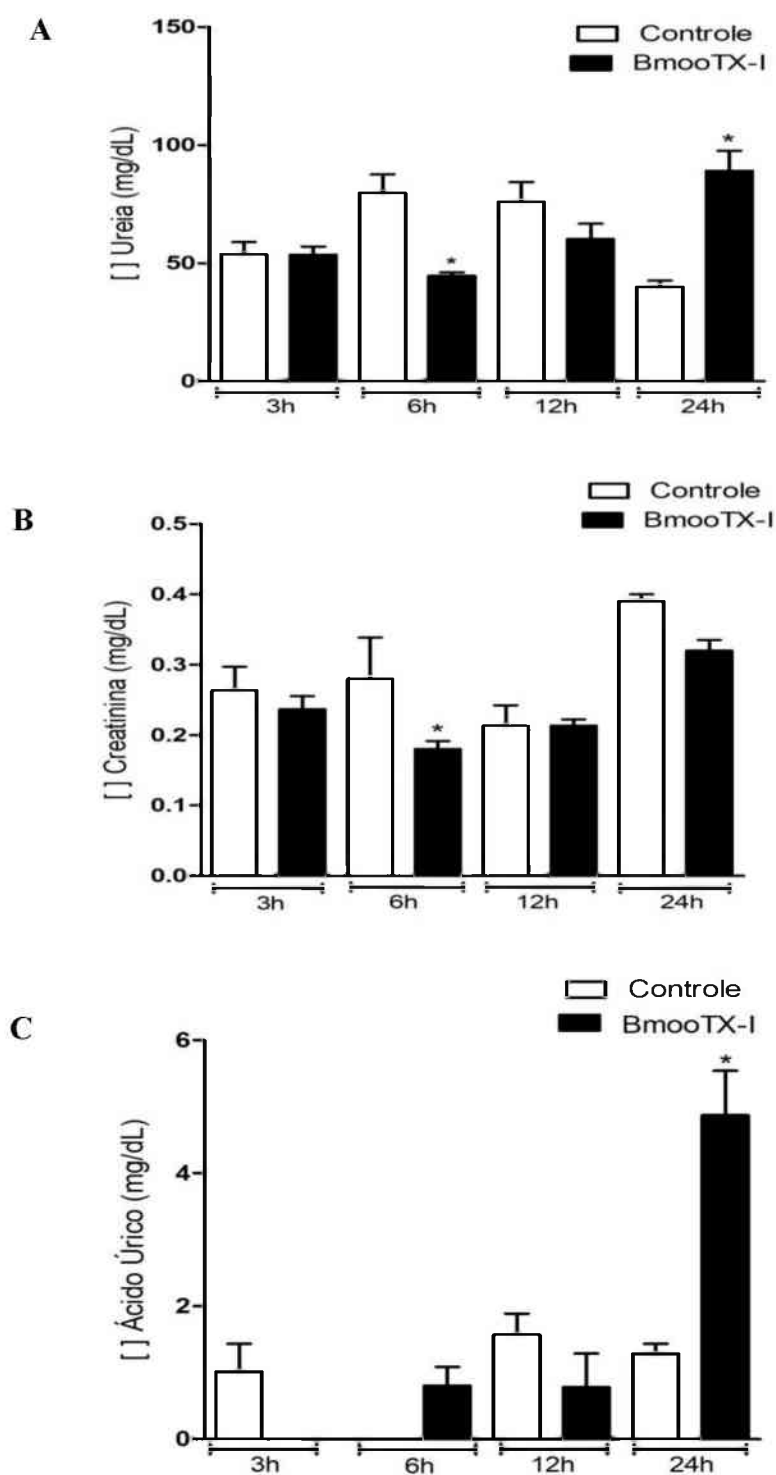 A
Controle
BmooTX-I
[ ] Ureia (mg/dL)
150
100
50
0
*
*
3h 6h 12h 24h
B
Controle
BmooTX-I
[ ] Creatinina (mg/dL)
0.5
0.4
0.3
0.2
0.1
0.0
*
3h 6h 12h 24h
C
Controle
BmooTX-I
[ ] Ácido Úrico (mg/dL)
6
4
2
0
*
3h 6h 12h 24h